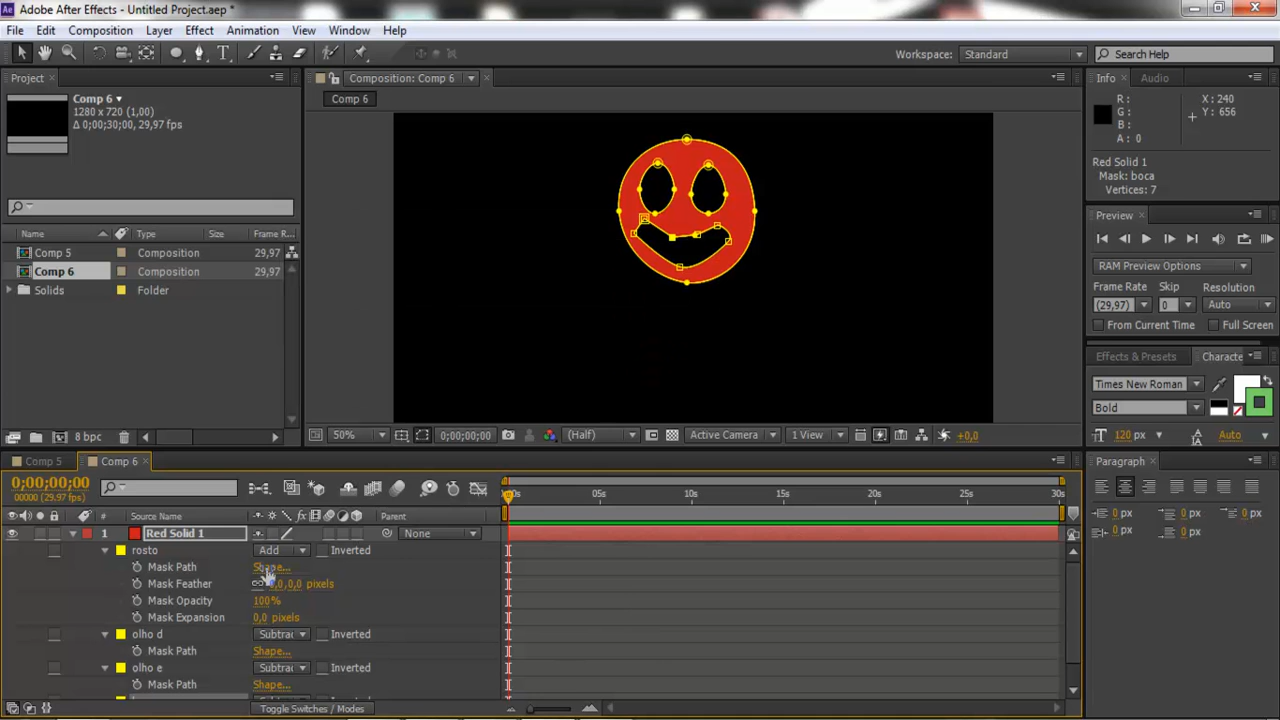 Adobe After Effects - Untitled Project.aep *
File Edit Composition Layer Effect Animation View Window Help
Workspace: Standard Search Help
Project Composition: Comp 6 Info Audio
Comp 6
1280 x 720 (1,00)
Δ 0;00;30;00, 29,97 fps
Comp 6
R: X: 240
G: Y: 656
B:
A: 0
Red Solid 1
Mask: boca
Vertices: 7
Preview
Name Type Size Frame R...
Comp 5 Composition 29,97
Comp 6 Composition 29,97
Solids Folder
RAM Preview Options
Frame Rate Skip Resolution
(29,97) 0 Auto
From Current Time Full Screen
Effects & Presets Characte
Times New Roman
Bold
8 bpc 50% 0;00;00;00 (Half) Active Camera 1 View +0,0
120 px Auto
Comp 5 Comp 6 Paragraph
0;00;00;00
00000 (29.97 fps)
00s 05s 10s 15s 20s 25s 30s
# Source Name Parent
0 px 0 px 0 px
0 px 0 px
1 Red Solid 1 None
rosto Add Inverted
Mask Path Shape...
Mask Feather 0,0,0 pixels
Mask Opacity 100%
Mask Expansion 0,0 pixels
olho d Subtrac Inverted
Mask Path Shape...
olho e Subtrac Inverted
Mask Path Shape...
Toggle Switches / Modes